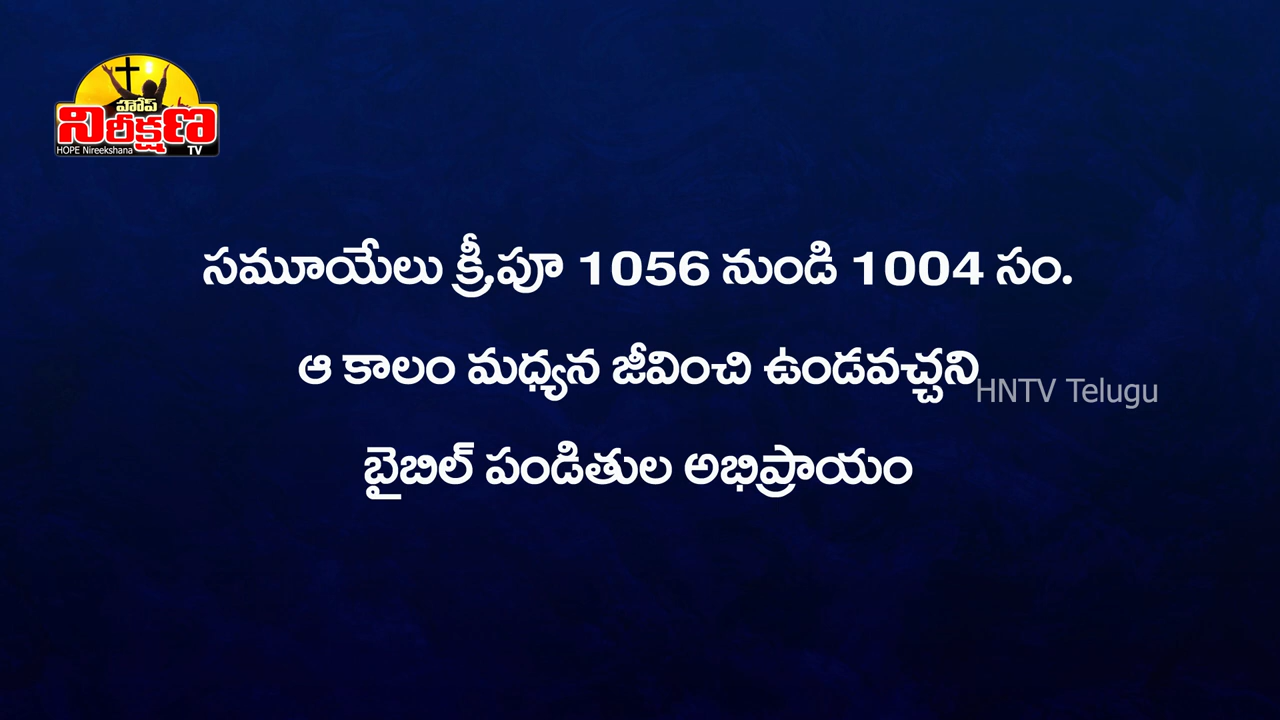 హోప్
నిరీక్షణ
HOPE Nireekshana TV
సమూయేలు క్రీ.పూ 1056 నుండి 1004 సం.
ఆ కాలం మధ్యన జీవించి ఉండవచ్చని
HNTV Telugu
బైబిల్ పండితుల అభిప్రాయం